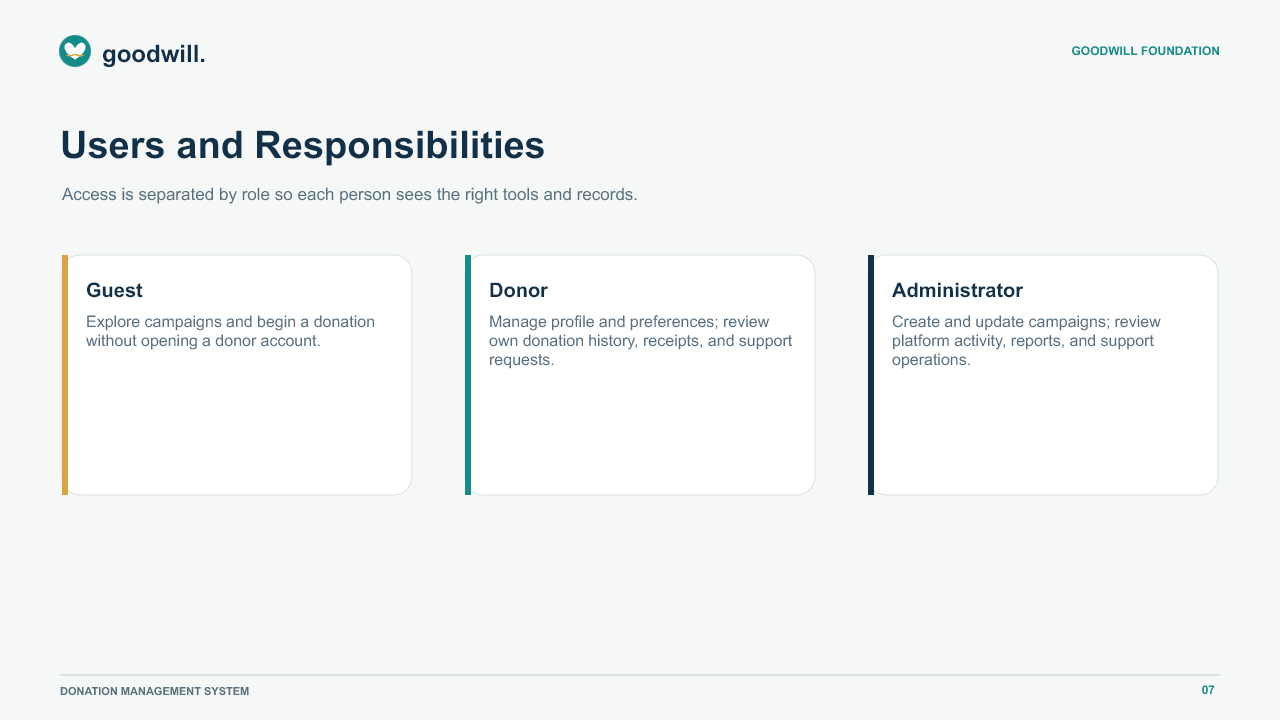 goodwill.
GOODWILL FOUNDATION
Users and Responsibilities
Access is separated by role so each person sees the right tools and records.
Guest
Explore campaigns and begin a donation
without opening a donor account.
Donor
Manage profile and preferences; review
own donation history, receipts, and support
requests.
Administrator
Create and update campaigns; review
platform activity, reports, and support
operations.
DONATION MANAGEMENT SYSTEM
07